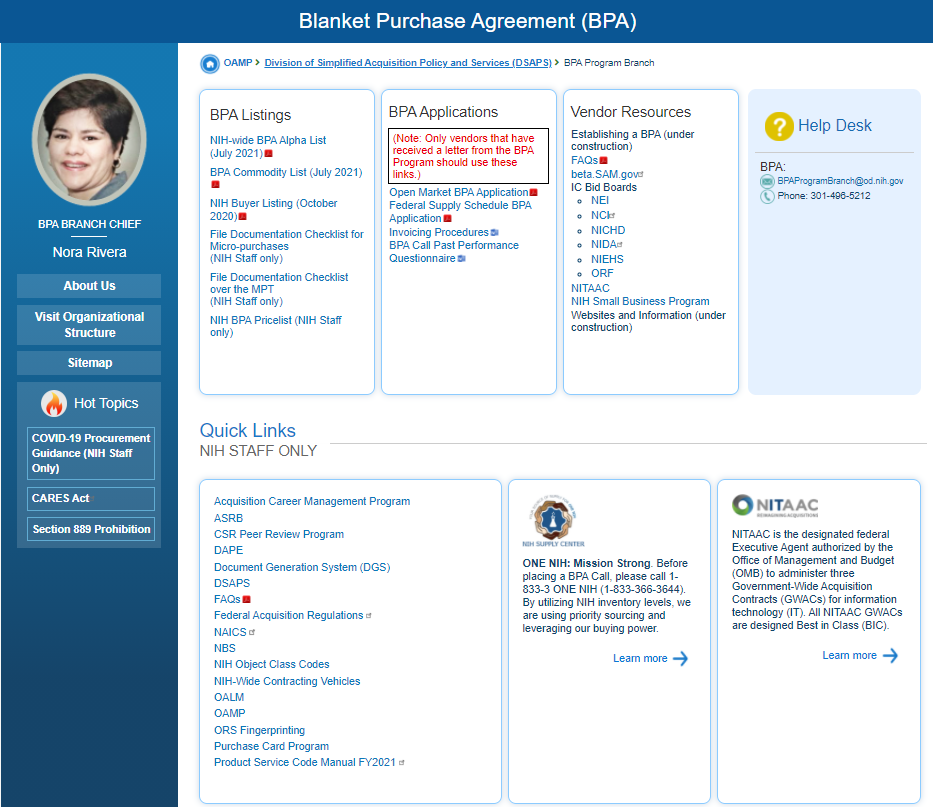 Blanket Purchase Agreement (BPA)
OAMP > Division of Simplified Acquisition Policy and Services (DSAPS) > BPA Program Branch
BPA BRANCH CHIEF
Nora Rivera
About Us
Visit Organizational
Structure
Sitemap
Hot Topics
COVID-19 Procurement
Guidance (NIH Staff
Only)
CARES Act
Section 889 Prohibition
BPA Listings
NIH-wide BPA Alpha List
(July 2021)
BPA Commodity List (July 2021)
NIH Buyer Listing (October
2020)
File Documentation Checklist for
Micro-purchases
(NIH Staff only)
File Documentation Checklist
over the MPT
(NIH Staff only)
NIH BPA Pricelist (NIH Staff
only)
BPA Applications
(Note: Only vendors that have
received a letter from the BPA
Program should use these
links.)
Open Market BPA Application
Federal Supply Schedule BPA
Application
Invoicing Procedures
BPA Call Past Performance
Questionnaire
Vendor Resources
Establishing a BPA (under
construction)
FAQs
beta.SAM.gov
IC Bid Boards
NEI
NCI
NICHD
NIDA
NIEHS
ORF
NITAAC
NIH Small Business Program
Websites and Information (under
construction)
? Help Desk
BPA:
BPAProgramBranch@od.nih.gov
Phone: 301-496-5212
Quick Links
NIH STAFF ONLY
Acquisition Career Management Program
ASRB
CSR Peer Review Program
DAPE
Document Generation System (DGS)
DSAPS
FAQs
Federal Acquisition Regulations
NAICS
NBS
NIH Object Class Codes
NIH-Wide Contracting Vehicles
OALM
OAMP
ORS Fingerprinting
Purchase Card Program
Product Service Code Manual FY2021
NIH SUPPLY CENTER
ONE NIH: Mission Strong. Before
placing a BPA Call, please call 1-
833-3 ONE NIH (1-833-366-3644).
By utilizing NIH inventory levels, we
are using priority sourcing and
leveraging our buying power.
Learn more
NITAAC
NITAAC is the designated federal
Executive Agent authorized by the
Office of Management and Budget
(OMB) to administer three
Government-Wide Acquisition
Contracts (GWACs) for information
technology (IT). All NITAAC GWACs
are designed Best in Class (BIC).
Learn more